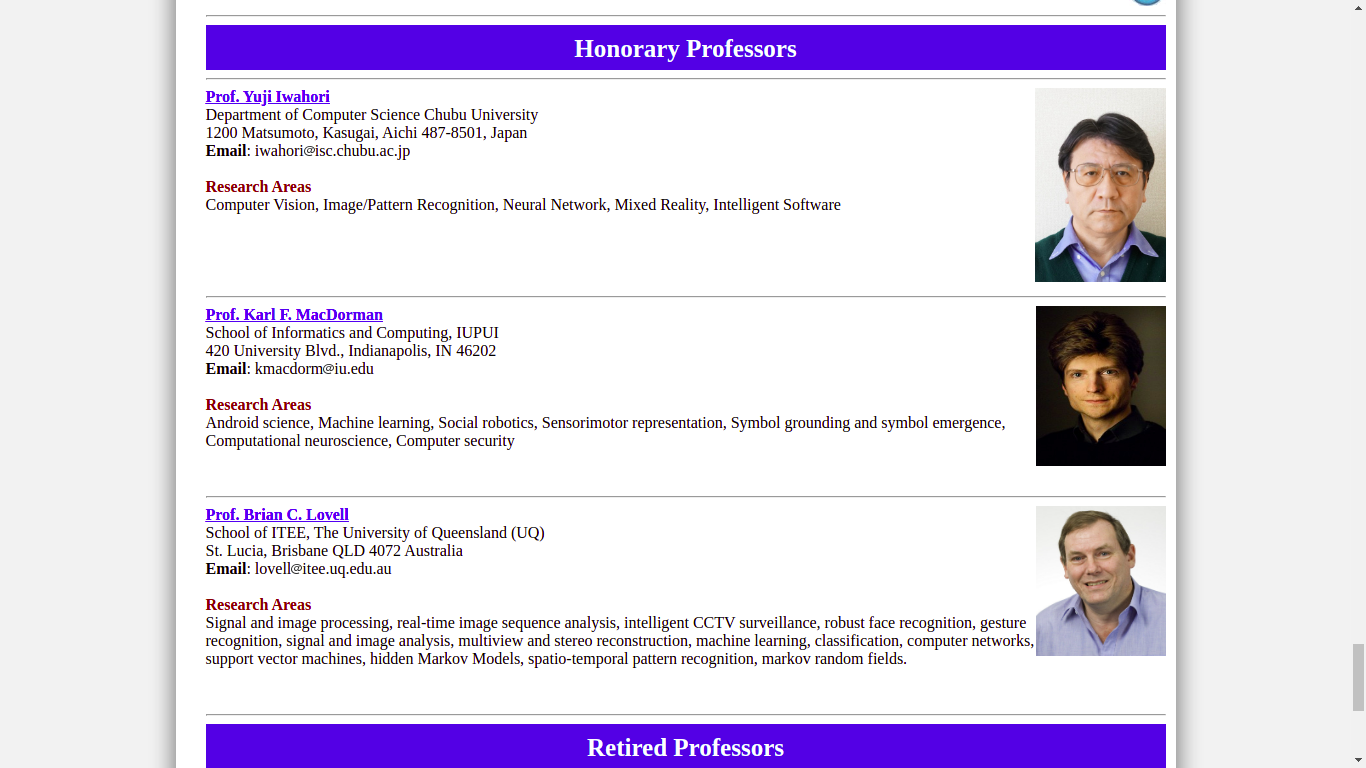 Honorary Professors
Prof. Yuji Iwahori
Department of Computer Science Chubu University
1200 Matsumoto, Kasugai, Aichi 487-8501, Japan
Email: iwahori@isc.chubu.ac.jp
Research Areas
Computer Vision, Image/Pattern Recognition, Neural Network, Mixed Reality, Intelligent Software
Prof. Karl F. MacDorman
School of Informatics and Computing, IUPUI
420 University Blvd., Indianapolis, IN 46202
Email: kmacdorm@iu.edu
Research Areas
Android science, Machine learning, Social robotics, Sensorimotor representation, Symbol grounding and symbol emergence,
Computational neuroscience, Computer security
Prof. Brian C. Lovell
School of ITEE, The University of Queensland (UQ)
St. Lucia, Brisbane QLD 4072 Australia
Email: lovell@itee.uq.edu.au
Research Areas
Signal and image processing, real-time image sequence analysis, intelligent CCTV surveillance, robust face recognition, gesture
recognition, signal and image analysis, multiview and stereo reconstruction, machine learning, classification, computer networks,
support vector machines, hidden Markov Models, spatio-temporal pattern recognition, markov random fields.
Retired Professors